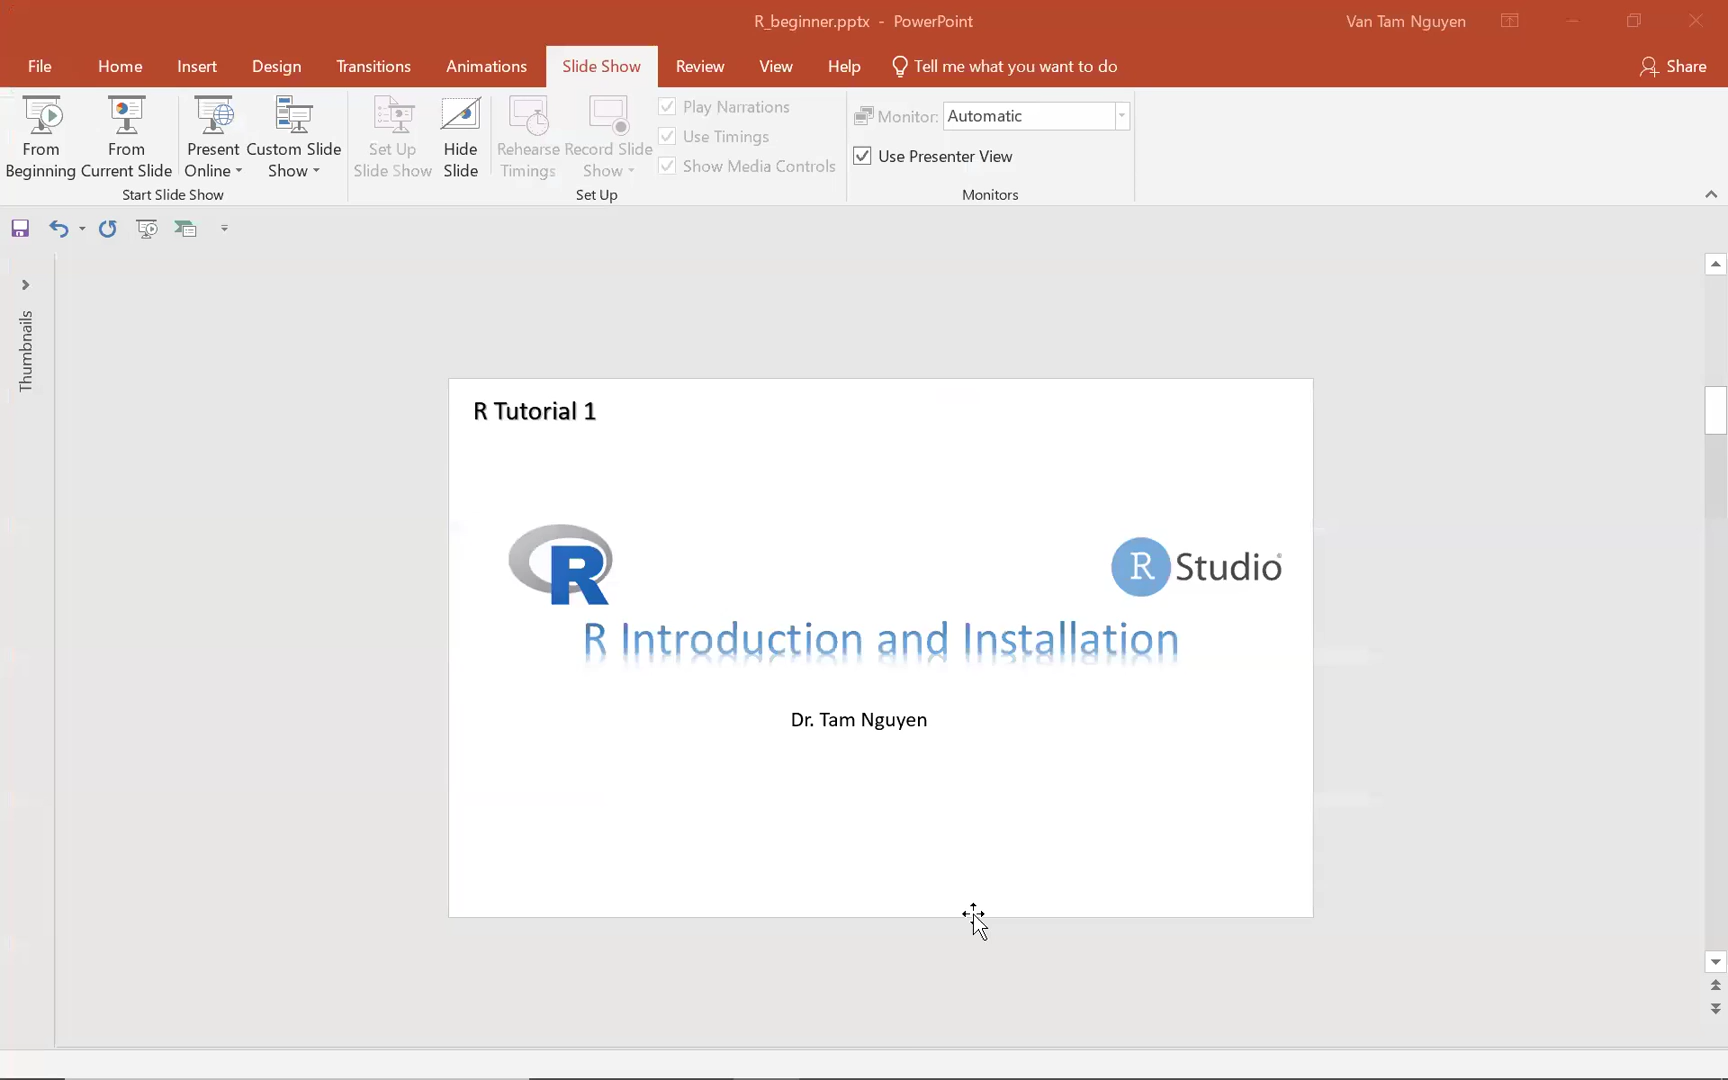 R_beginner.pptx - PowerPoint
Van Tam Nguyen
File Home Insert Design Transitions Animations Slide Show Review View Help Tell me what you want to do Share
From Beginning
From Current Slide
Present Online
Custom Slide Show
Start Slide Show
Set Up Slide Show
Hide Slide
Rehearse Timings
Record Slide Show
Play Narrations
Use Timings
Show Media Controls
Set Up
Monitor: Automatic
Use Presenter View
Monitors
Thumbnails
R Tutorial 1
R
R Studio
R Introduction and Installation
Dr. Tam Nguyen